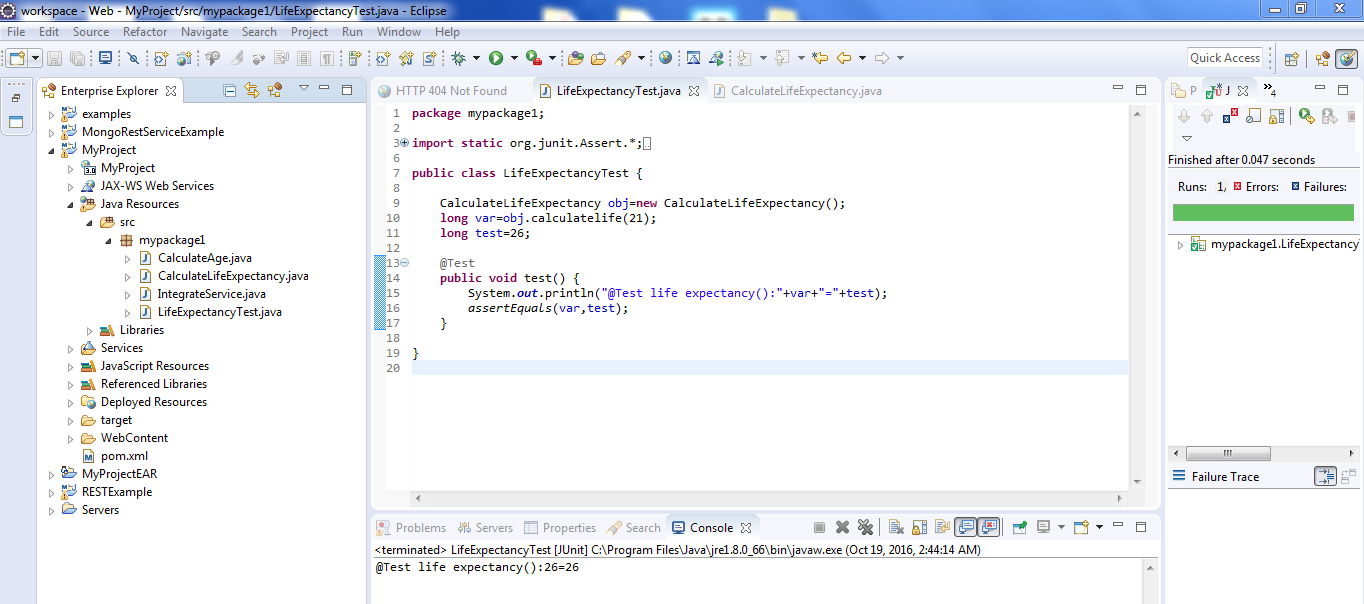 workspace - Web - MyProject/src/mypackage1/LifeExpectancyTest.java - Eclipse
File Edit Source Refactor Navigate Search Project Run Window Help
Quick Access
Enterprise Explorer
examples
MongoRestServiceExample
MyProject
MyProject
JAX-WS Web Services
Java Resources
src
mypackage1
CalculateAge.java
CalculateLifeExpectancy.java
IntegrateService.java
LifeExpectancyTest.java
Libraries
Services
JavaScript Resources
Referenced Libraries
Deployed Resources
target
WebContent
pom.xml
MyProjectEAR
RESTExample
Servers
HTTP 404 Not Found LifeExpectancyTest.java CalculateLifeExpectancy.java
1 package mypackage1;
2
3 import static org.junit.Assert.*;
6
7 public class LifeExpectancyTest {
8
9 CalculateLifeExpectancy obj=new CalculateLifeExpectancy();
10 long var=obj.calculatelife(21);
11 long test=26;
12
13 @Test
14 public void test() {
15 System.out.println("@Test life expectancy():"+var+"="+test);
16 assertEquals(var,test);
17 }
18
19 }
20
P J 4
Finished after 0.047 seconds
Runs: 1/ Errors: Failures:
mypackage1.LifeExpectancy
Failure Trace
Problems Servers Properties Search Console
<terminated> LifeExpectancyTest [JUnit] C:\Program Files\Java\jre1.8.0_66\bin\javaw.exe (Oct 19, 2016, 2:44:14 AM)
@Test life expectancy():26=26